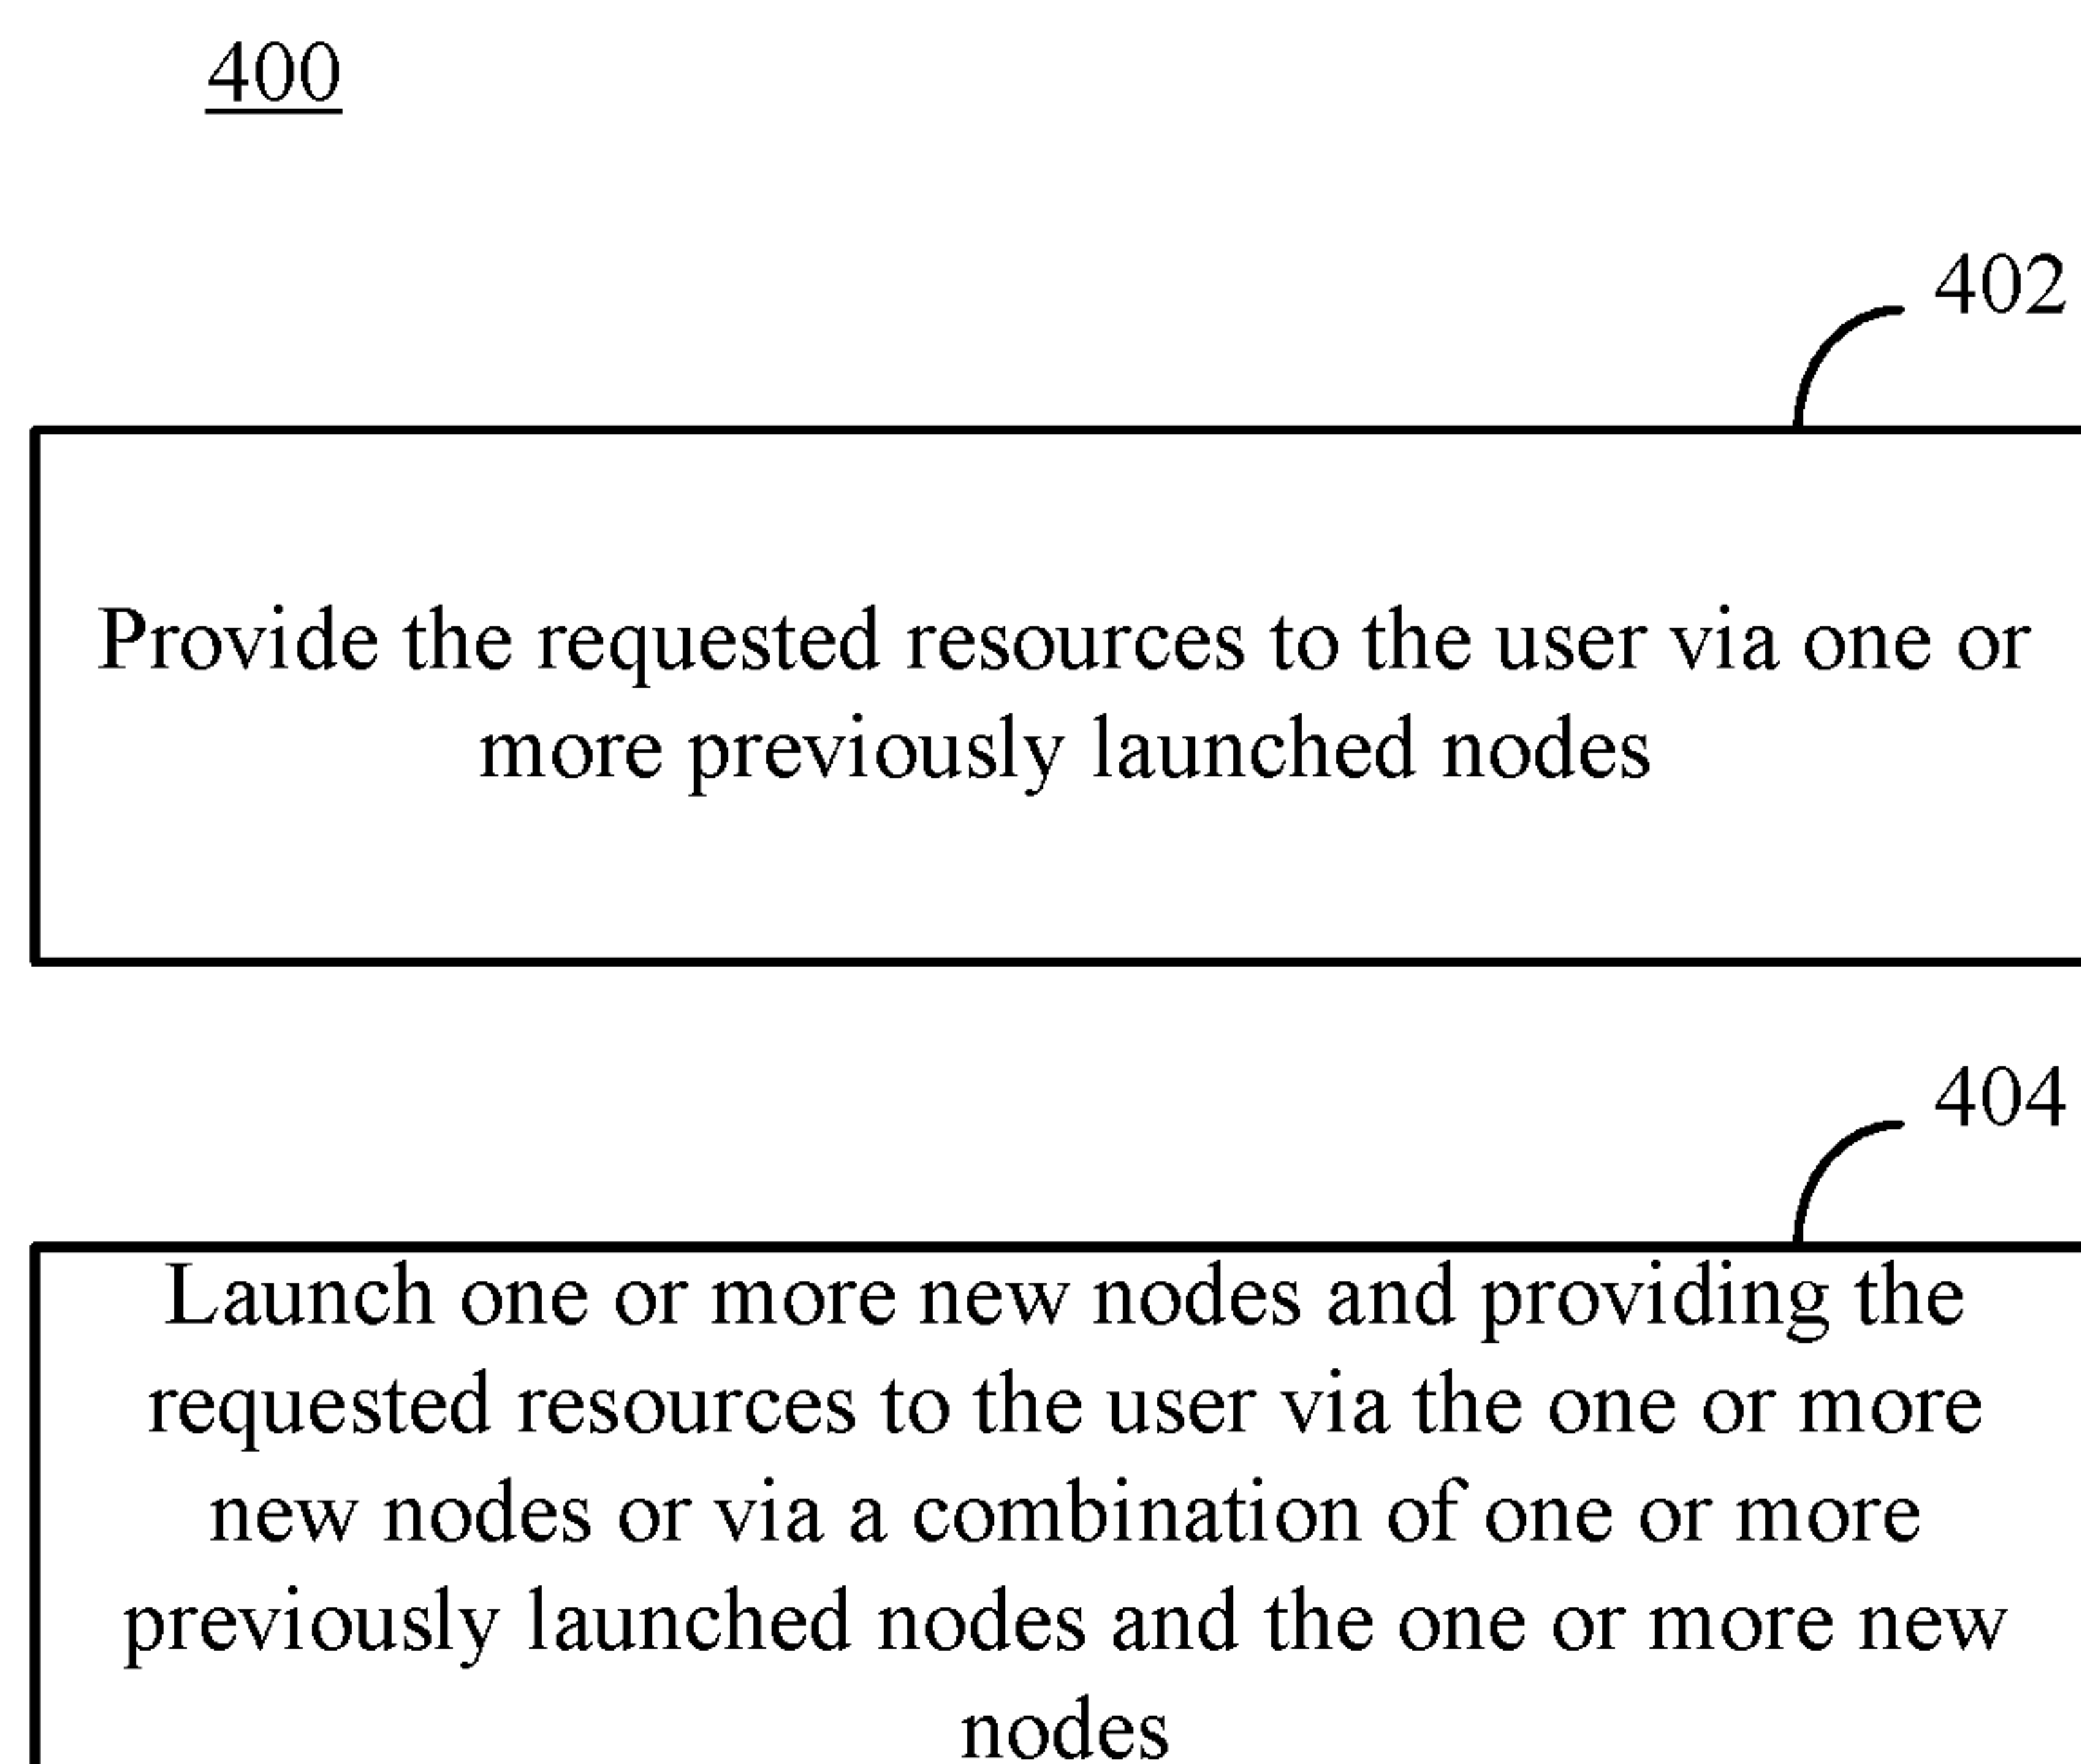 400
402
Provide the requested resources to the user via one or
more previously launched nodes
404
Launch one or more new nodes and providing the
requested resources to the user via the one or more
new nodes or via a combination of one or more
previously launched nodes and the one or more new
nodes